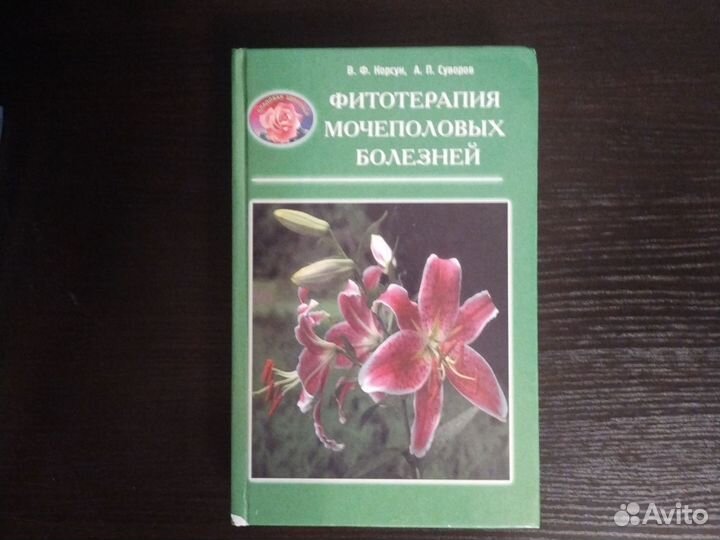 В. Ф. Корсун, А. П. Суворов
ФИТОТЕРАПИЯ
МОЧЕПОЛОВЫХ
БОЛЕЗНЕЙ
Avito